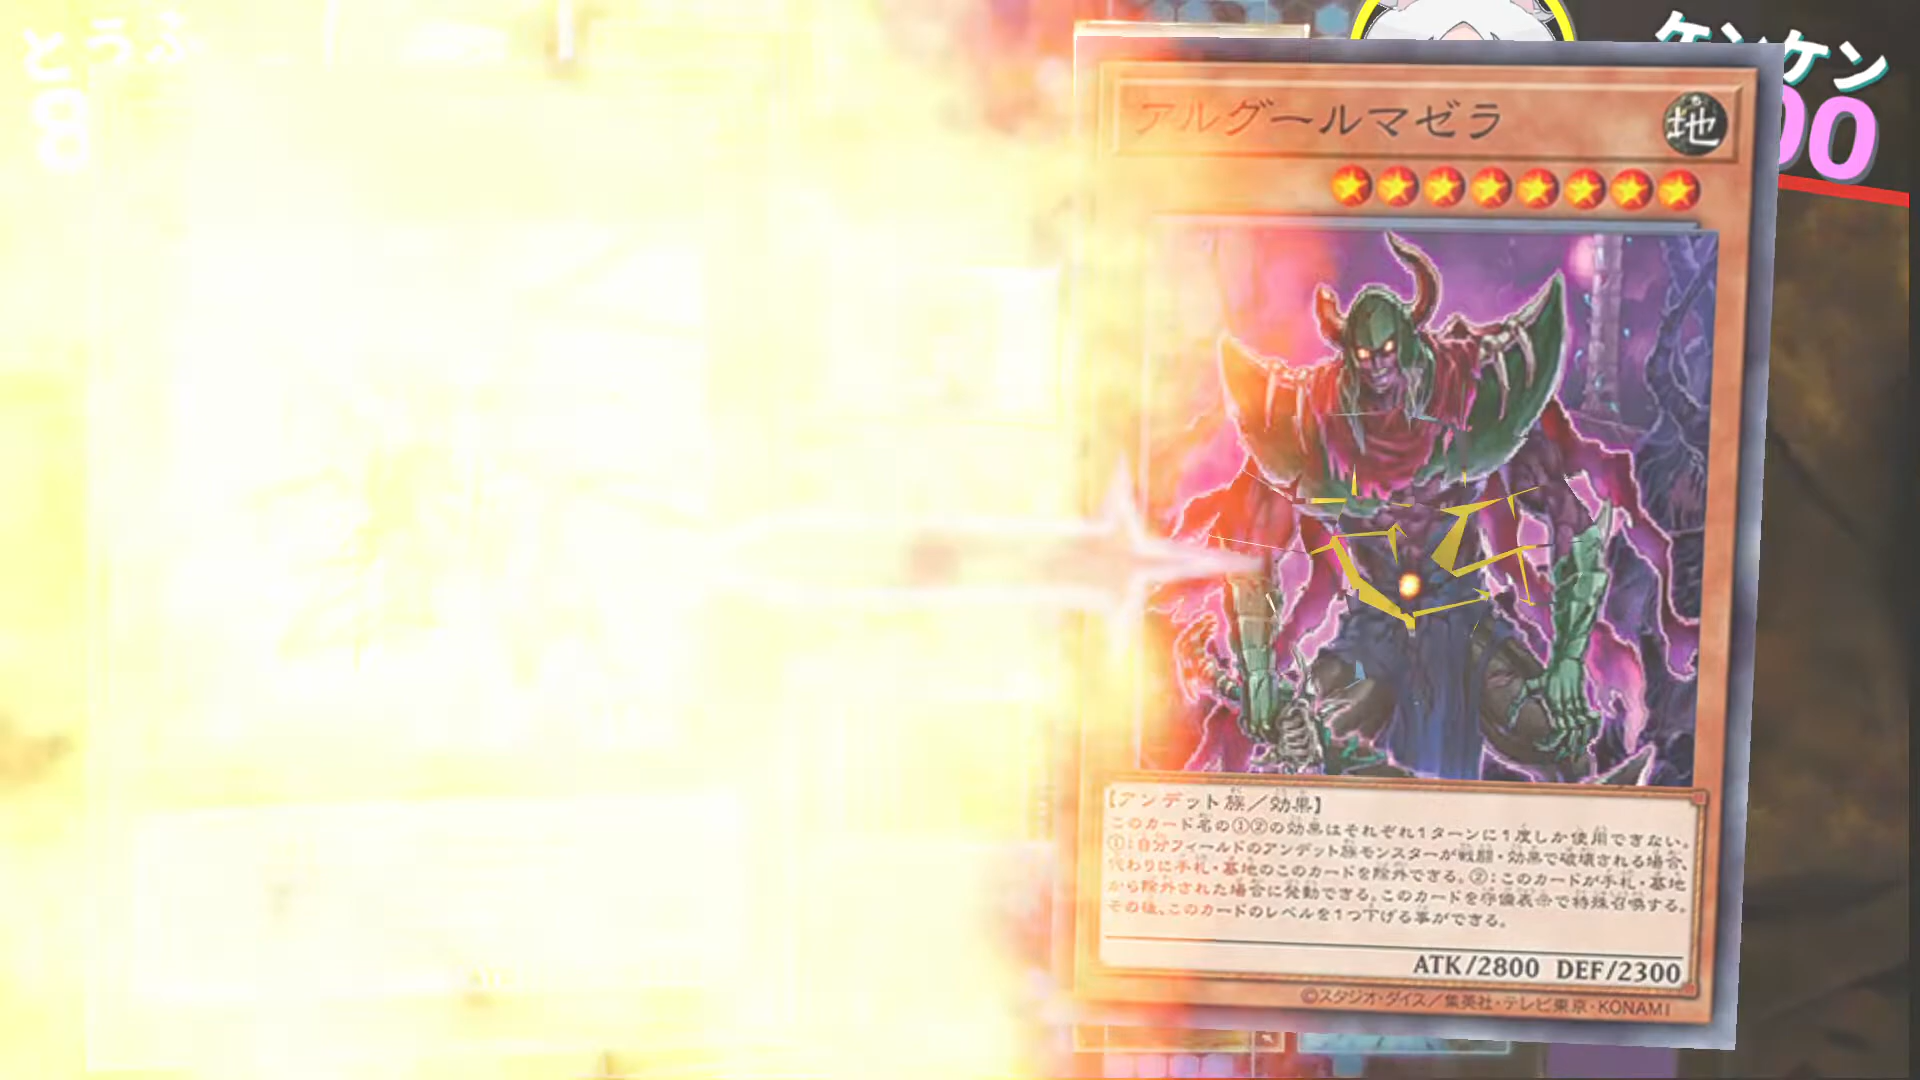 とうふ
8
ケンケン
00
アルグールマゼラ
地
[アンデット族／効果]
このカード名の①②の効果はそれぞれ1ターンに1度しか使用できない。
①：自分フィールドのアンデット族モンスターが戦闘・効果で破壊される場合、
代わりに手札・墓地のこのカードを除外できる。②：このカードが手札・墓地
から除外された場合に発動できる。このカードを守備表示で特殊召喚する。
その後、このカードのレベルを1つ下げる事ができる。
ATK/2800 DEF/2300
©スタジオ・ダイス／集英社・テレビ東京・KONAMI